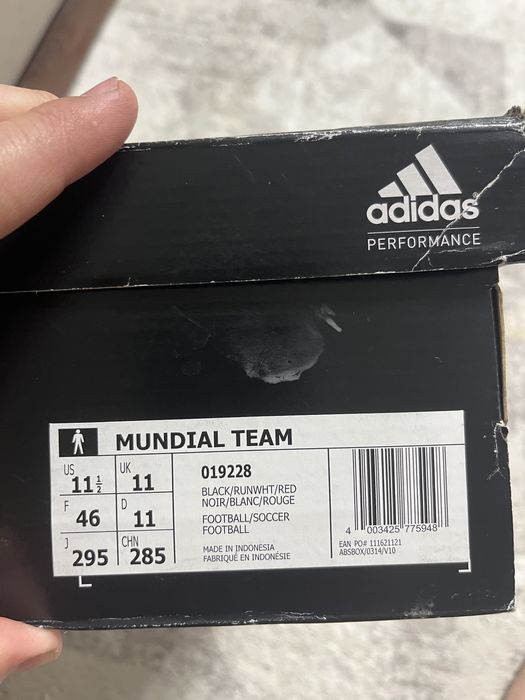 adidas
PERFORMANCE
MUNDIAL TEAM
US 11½
UK 11
F 46
D 11
J 295
CHN 285
019228
BLACK/RUNWHT/RED
NOIR/BLANC/ROUGE
FOOTBALL/SOCCER
FOOTBALL
MADE IN INDONESIA
FABRIQUÉ EN INDONÉSIE
4 003425 775948
EAN PO# 111621121
ABSBOX/0314/V10